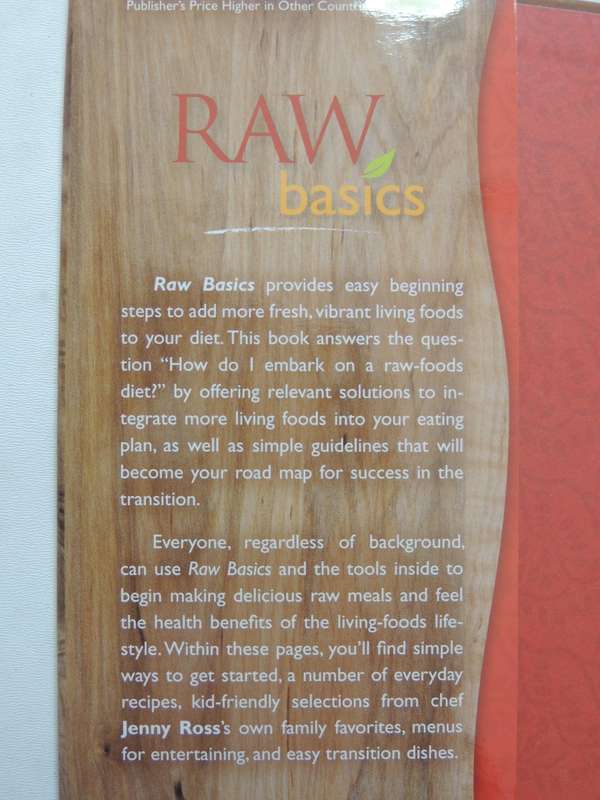 Publisher's Price Higher in Other
RAW
basics
Raw Basics provides easy beginning
steps to add more fresh, vibrant living foods
to your diet. This book answers the ques-
tion “How do I embark on a raw-foods
diet?” by offering relevant solutions to in-
tegrate more living foods into your eating
plan, as well as simple guidelines that will
become your road map for success in the
transition.
Everyone, regardless of background,
can use Raw Basics and the tools inside to
begin making delicious raw meals and feel
the health benefits of the living-foods life-
style. Within these pages, you'll find simple
ways to get started, a number of everyday
recipes, kid-friendly selections from chef
Jenny Ross's own family favorites, menus
for entertaining, and easy transition dishes.